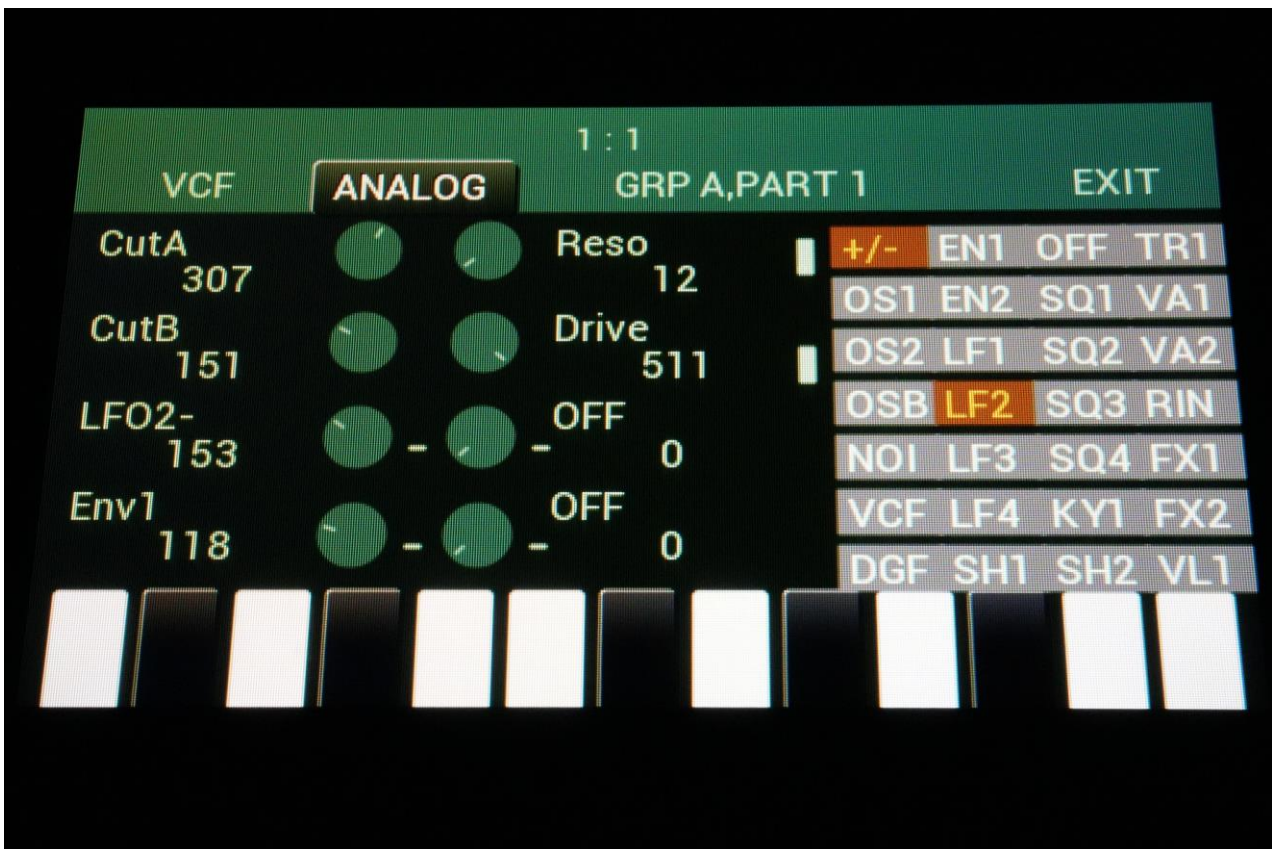 1 : 1
VCF ANALOG GRP A,PART 1 EXIT
CutA Reso
307 12
CutB Drive
151 511
LFO2- OFF
153 - - 0
Env1 OFF
118 - - 0
+/- EN1 OFF TR1
OS1 EN2 SQ1 VA1
OS2 LF1 SQ2 VA2
OSB LF2 SQ3 RIN
NOI LF3 SQ4 FX1
VCF LF4 KY1 FX2
DGF SH1 SH2 VL1